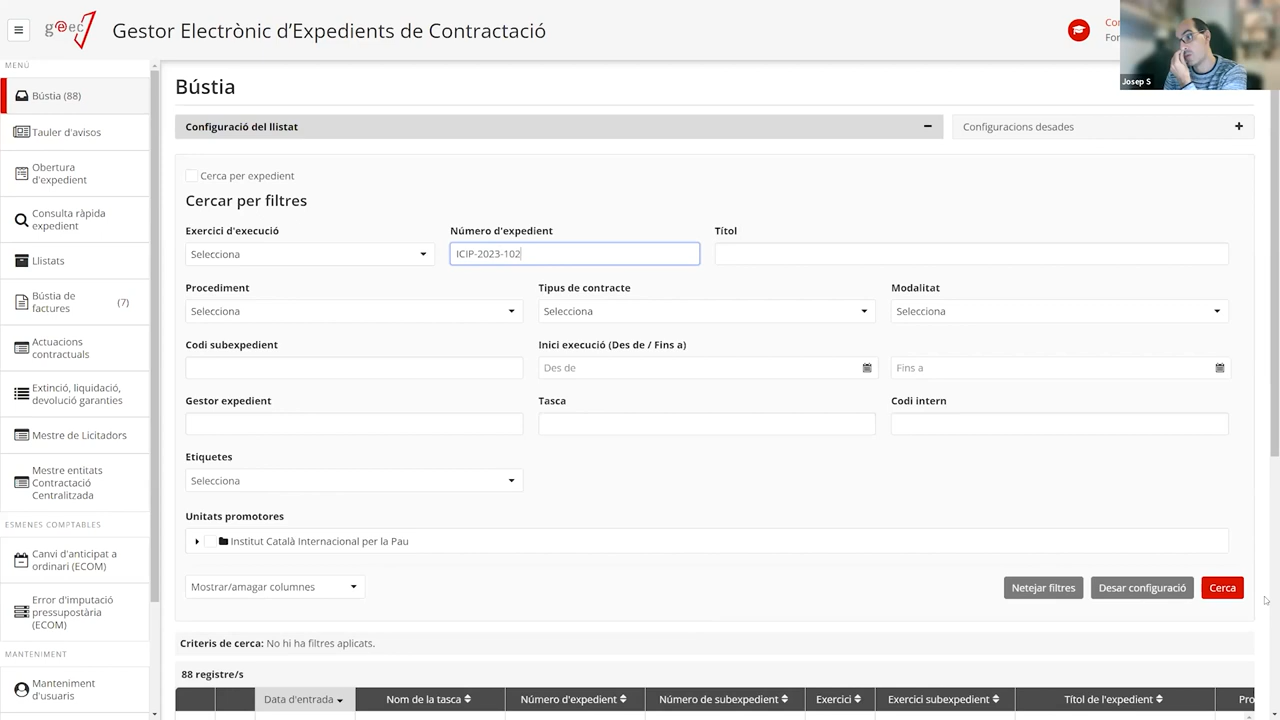 geec
Gestor Electrònic d'Expedients de Contractació
Josep S
MENÚ
Bústia (88)
Tauler d'avisos
Obertura
d'expedient
Consulta ràpida
expedient
Llistats
Bústia de
factures
(7)
Actuacions
contractuals
Extinció, liquidació,
devolució garanties
Mestre de Licitadors
Mestre entitats
Contractació
Centralitzada
ESMENES COMPTABLES
Canvi d'anticipat a
ordinari (ECOM)
Error d'imputació
pressupostària
(ECOM)
MANTENIMENT
Manteniment
d'usuaris
Bústia
Configuració del llistat
Configuracions desades
Cerca per expedient
Cercar per filtres
Exercici d'execució
Número d'expedient
Títol
Selecciona
ICIP-2023-102
Procediment
Tipus de contracte
Modalitat
Selecciona
Selecciona
Selecciona
Codi subexpedient
Inici execució (Des de / Fins a)
Des de
Fins a
Gestor expedient
Tasca
Codi intern
Etiquetes
Selecciona
Unitats promotores
Institut Català Internacional per la Pau
Mostrar/amagar columnes
Netejar filtres
Desar configuració
Cerca
Criteris de cerca: No hi ha filtres aplicats.
88 registre/s
Data d'entrada
Nom de la tasca
Número d'expedient
Número de subexpedient
Exercici
Exercici subexpedient
Títol de l'expedient